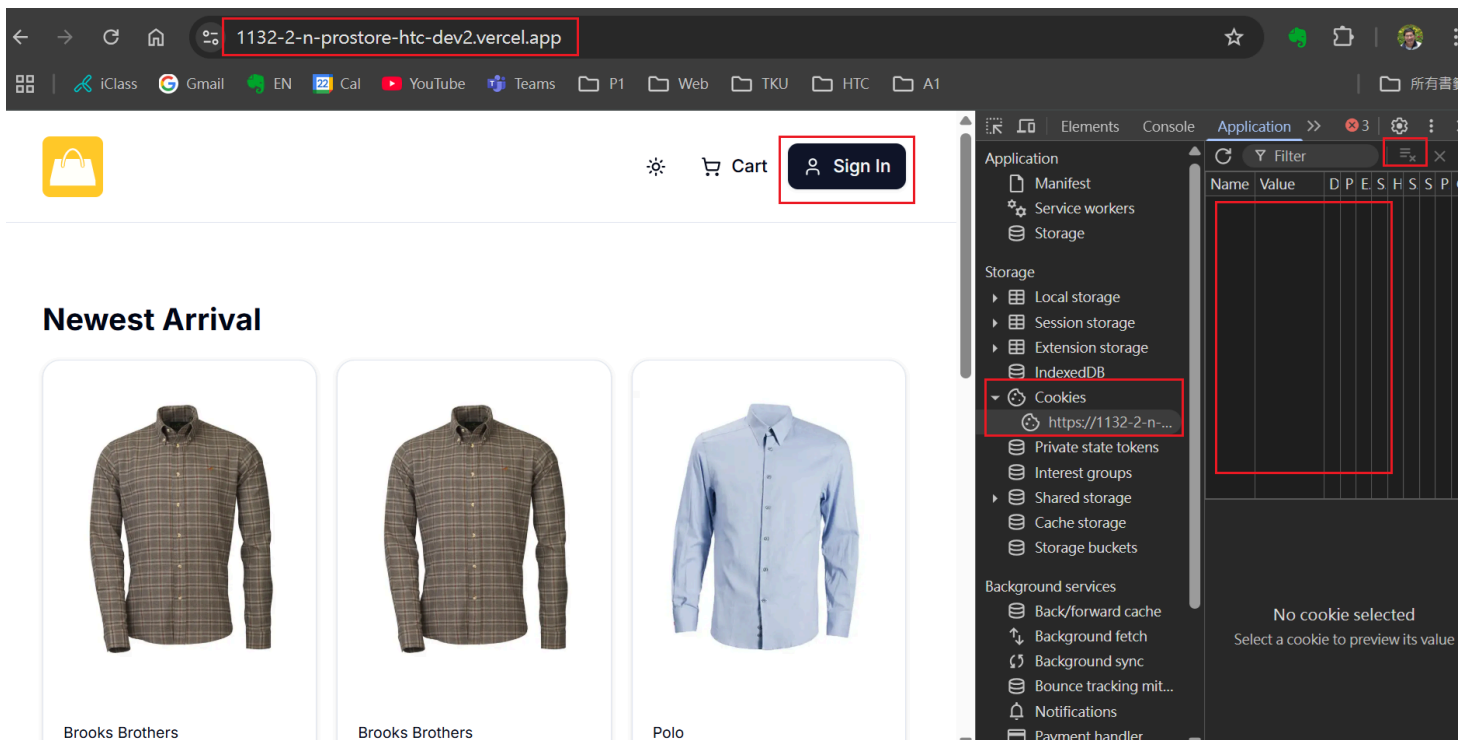 1132-2-n-prostore-htc-dev2.vercel.app
iClass Gmail EN 22 Cal YouTube Teams P1 Web TKU HTC A1 所有書
Cart Sign In
Newest Arrival
Brooks Brothers Brooks Brothers Polo
Elements Console Application 3
Application
Manifest
Service workers
Storage
Storage
Local storage
Session storage
Extension storage
IndexedDB
Cookies
https://1132-2-n-...
Private state tokens
Interest groups
Shared storage
Cache storage
Storage buckets
Background services
Back/forward cache
Background fetch
Background sync
Bounce tracking mit...
Notifications
Payment handler
Filter
Name Value D P E S H S S P
No cookie selected
Select a cookie to preview its value